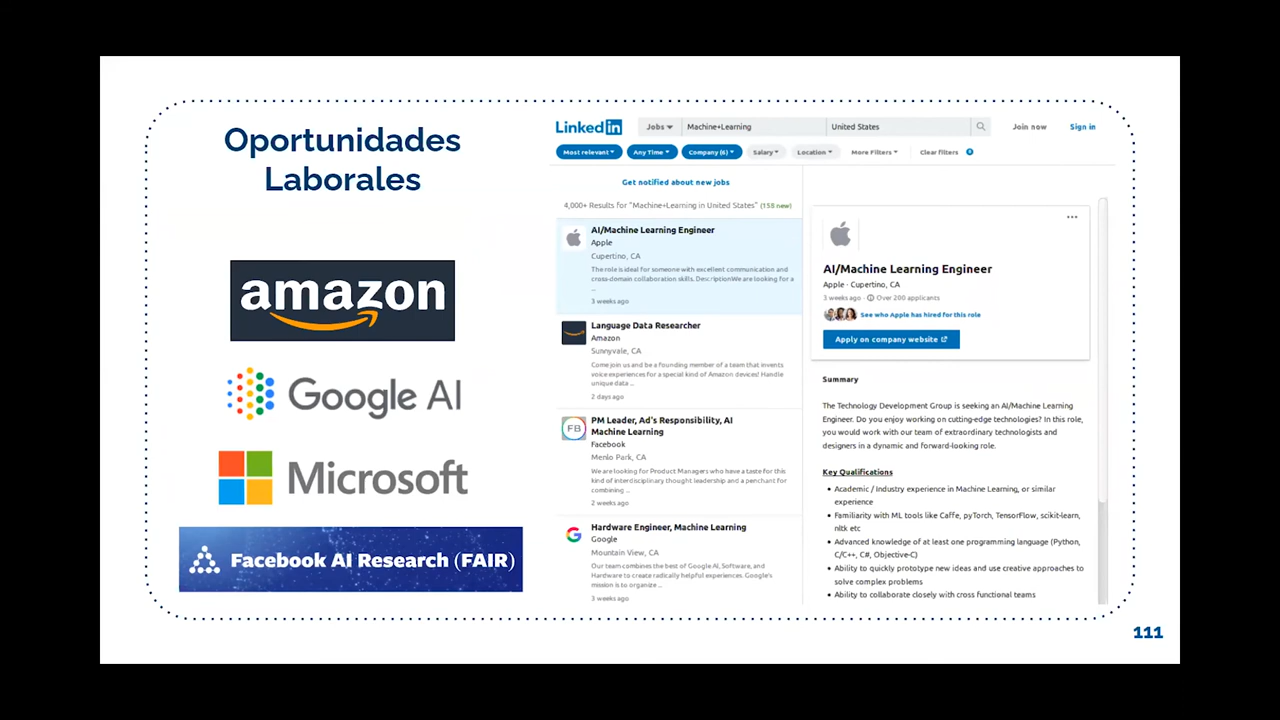 Oportunidades
Laborales
amazon
Google AI
Microsoft
Facebook AI Research (FAIR)
Linked in
Jobs
Machine+Learning
United States
Join now
Sign in
Most relevant
Any Time
Company (6)
Salary
Location
More Filters
Clear filters
Get notified about new jobs
4,000+ Results for "Machine+Learning in United States" (155 new)
AI/Machine Learning Engineer
Apple
Cupertino, CA
The role is ideal for someone with excellent communication and
cross-domain collaboration skills. DescriptionWe are looking for a
...
3 weeks ago
Language Data Researcher
Amazon
Sunnyvale, CA
Come join us and be a founding member of a team that invents
voice experiences for a special kind of Amazon devices! Handle
unique data ...
2 days ago
FB
PM Leader, Ad's Responsibility, AI
Machine Learning
Facebook
Menlo Park, CA
We are looking for Product Managers who have a taste for this
kind of interdisciplinary thought leadership and a penchant for
combining ...
2 weeks ago
Hardware Engineer, Machine Learning
Google
Mountain View, CA
Our team combines the best of Google AI, Software, and
Hardware to create radically helpful experiences. Google's
mission is to organize ...
3 weeks ago
AI/Machine Learning Engineer
Apple · Cupertino, CA
3 weeks ago · Over 200 applicants
See who Apple has hired for this role
Apply on company website
Summary
The Technology Development Group is seeking an AI/Machine Learning
Engineer. Do you enjoy working on cutting-edge technologies? In this role,
you would work with our team of extraordinary technologists and
designers in a dynamic and forward-looking role.
Key Qualifications
• Academic / Industry experience in Machine Learning, or similar
experience
• Familiarity with ML tools like Caffe, pyTorch, TensorFlow, scikit-learn,
nltk etc
• Advanced knowledge of at least one programming language (Python,
C/C++, C#, Objective-C)
• Ability to quickly prototype new ideas and use creative approaches to
solve complex problems
• Ability to collaborate closely with cross functional teams
111